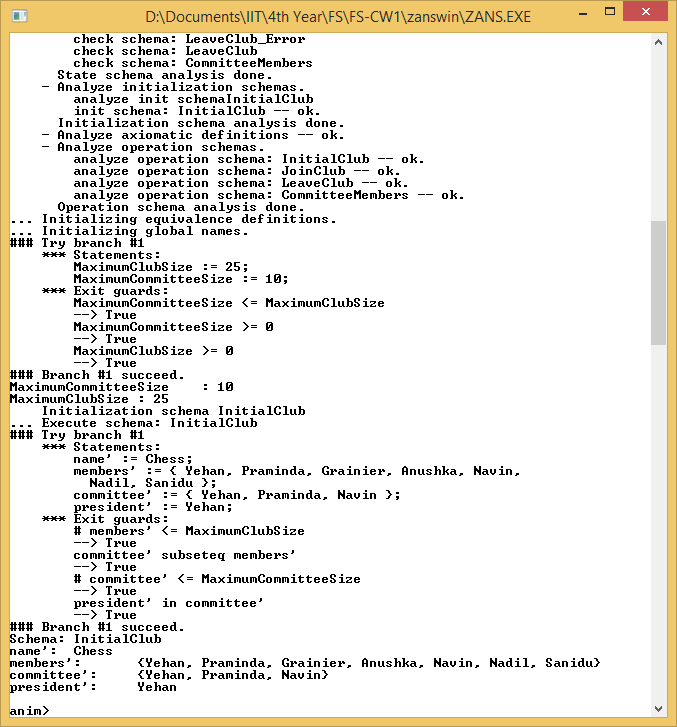 D:\Documents\IIT\4th Year\FS\FS-CW1\zanswin\ZANS.EXE
check schema: LeaveClub_Error
check schema: LeaveClub
check schema: CommitteeMembers
State schema analysis done.
- Analyze initialization schemas.
analyze init schemaInitialClub
init schema: InitialClub -- ok.
Initialization schema analysis done.
- Analyze axiomatic definitions -- ok.
- Analyze operation schemas.
analyze operation schema: InitialClub -- ok.
analyze operation schema: JoinClub -- ok.
analyze operation schema: LeaveClub -- ok.
analyze operation schema: CommitteeMembers -- ok.
Operation schema analysis done.
... Initializing equivalence definitions.
... Initializing global names.
### Try branch #1
*** Statements:
MaximumClubSize := 25;
MaximumCommitteeSize := 10;
*** Exit guards:
MaximumCommitteeSize <= MaximumClubSize
--> True
MaximumCommitteeSize >= 0
--> True
MaximumClubSize >= 0
--> True
### Branch #1 succeed.
MaximumCommitteeSize    : 10
MaximumClubSize : 25
Initialization schema InitialClub
... Execute schema: InitialClub
### Try branch #1
*** Statements:
name' := Chess;
members' := { Yehan, Praminda, Grainier, Anushka, Navin,
Nadil, Sanidu };
committee' := { Yehan, Praminda, Navin };
president' := Yehan;
*** Exit guards:
# members' <= MaximumClubSize
--> True
committee' subseteq members'
--> True
# committee' <= MaximumCommitteeSize
--> True
president' in committee'
--> True
### Branch #1 succeed.
Schema: InitialClub
name':  Chess
members':       {Yehan, Praminda, Grainier, Anushka, Navin, Nadil, Sanidu}
committee':     {Yehan, Praminda, Navin}
president':     Yehan
anim>